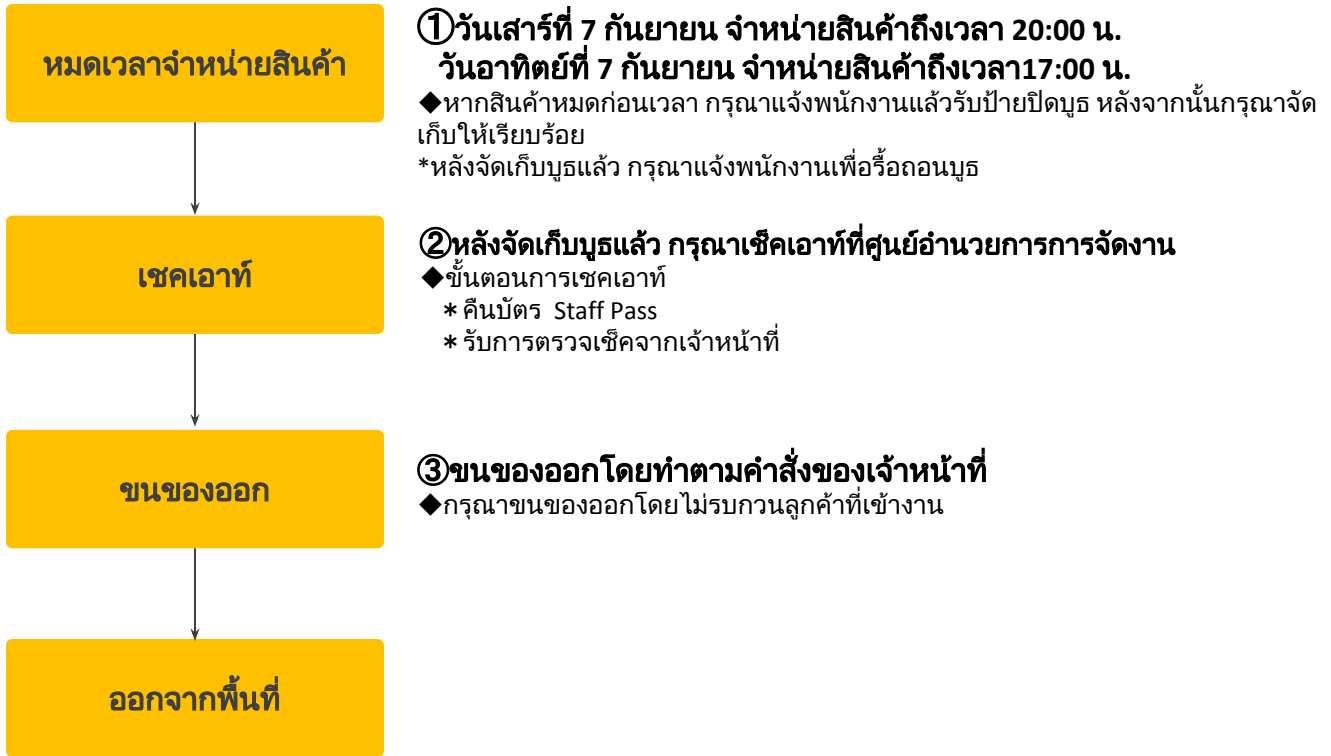 หมดเวลาจำหน่ายสินค้า
①วันเสาร์ที่ 7 กันยายน จำหน่ายสินค้าถึงเวลา 20:00 น.
วันอาทิตย์ที่ 7 กันยายน จำหน่ายสินค้าถึงเวลา17:00 น.
◆หากสินค้าหมดก่อนเวลา กรุณาแจ้งพนักงานแล้วรับป้ายปิดบูธ หลังจากนั้นกรุณาจัด
เก็บให้เรียบร้อย
*หลังจัดเก็บบูธแล้ว กรุณาแจ้งพนักงานเพื่อรื้อถอนบูธ
เชคเอาท์
②หลังจัดเก็บบูธแล้ว กรุณาเช็คเอาท์ที่ศูนย์อำนวยการการจัดงาน
◆ขั้นตอนการเชคเอาท์
＊คืนบัตร Staff Pass
＊รับการตรวจเช็คจากเจ้าหน้าที่
ขนของออก
③ขนของออกโดยทำตามคำสั่งของเจ้าหน้าที่
◆กรุณาขนของออกโดยไม่รบกวนลูกค้าที่เข้างาน
ออกจากพื้นที่